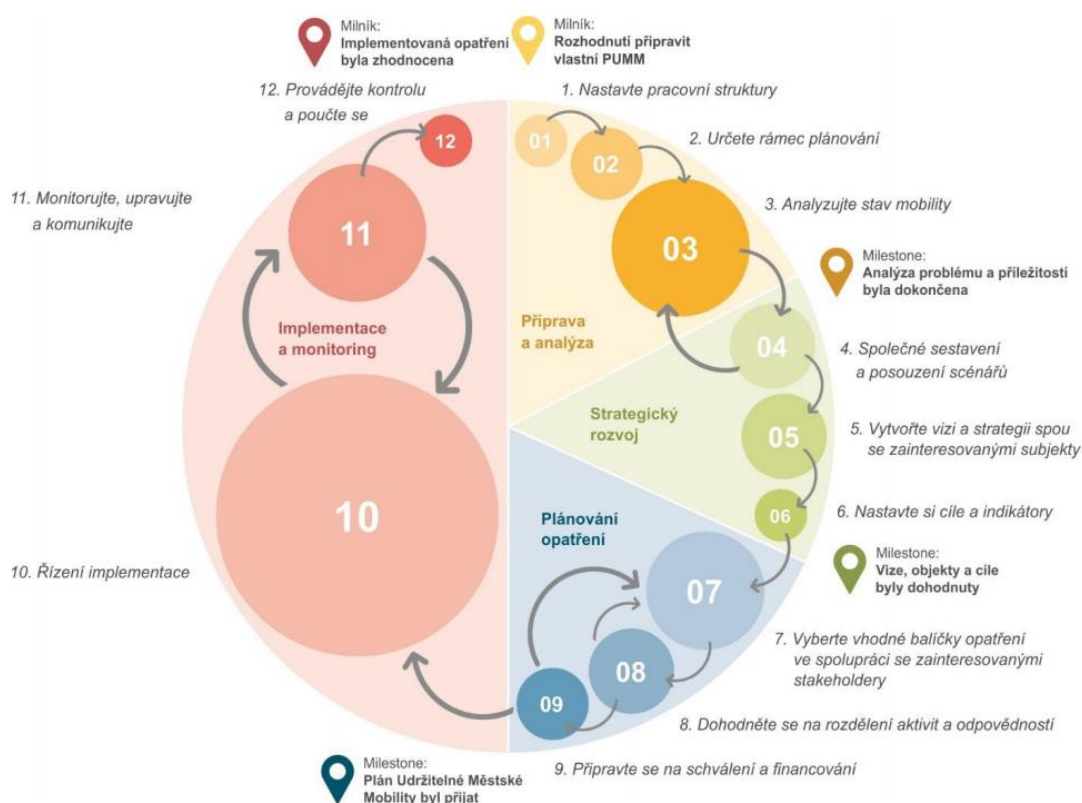 Milník:
Implementovaná opatření
byla zhodnocena
Milník:
Rozhodnutí připravit
vlastní PUMM
12. Provádějte kontrolu
a poučte se
1. Nastavte pracovní struktury
2. Určete rámec plánování
3. Analyzujte stav mobility
Milestone:
Analýza problému a příležitostí
byla dokončena
4. Společné sestavení
a posouzení scénářů
5. Vytvořte vizi a strategii spou
se zainteresovanými subjekty
6. Nastavte si cíle a indikátory
Milestone:
Vize, objekty a cíle
byly dohodnuty
7. Vyberte vhodné balíčky opatření
ve spolupráci se zainteresovanými
stakeholdery
8. Dohodněte se na rozdělení aktivit a odpovědností
9. Připravte se na schválení a financování
Milestone:
Plán Udržitelné Městské
Mobility byl přijat
10. Řízení implementace
11. Monitorujte, upravujte
a komunikujte
Příprava
a analýza
Strategický
rozvoj
Plánování
opatření
Implementace
a monitoring
01
02
03
04
05
06
07
08
09
10
11
12